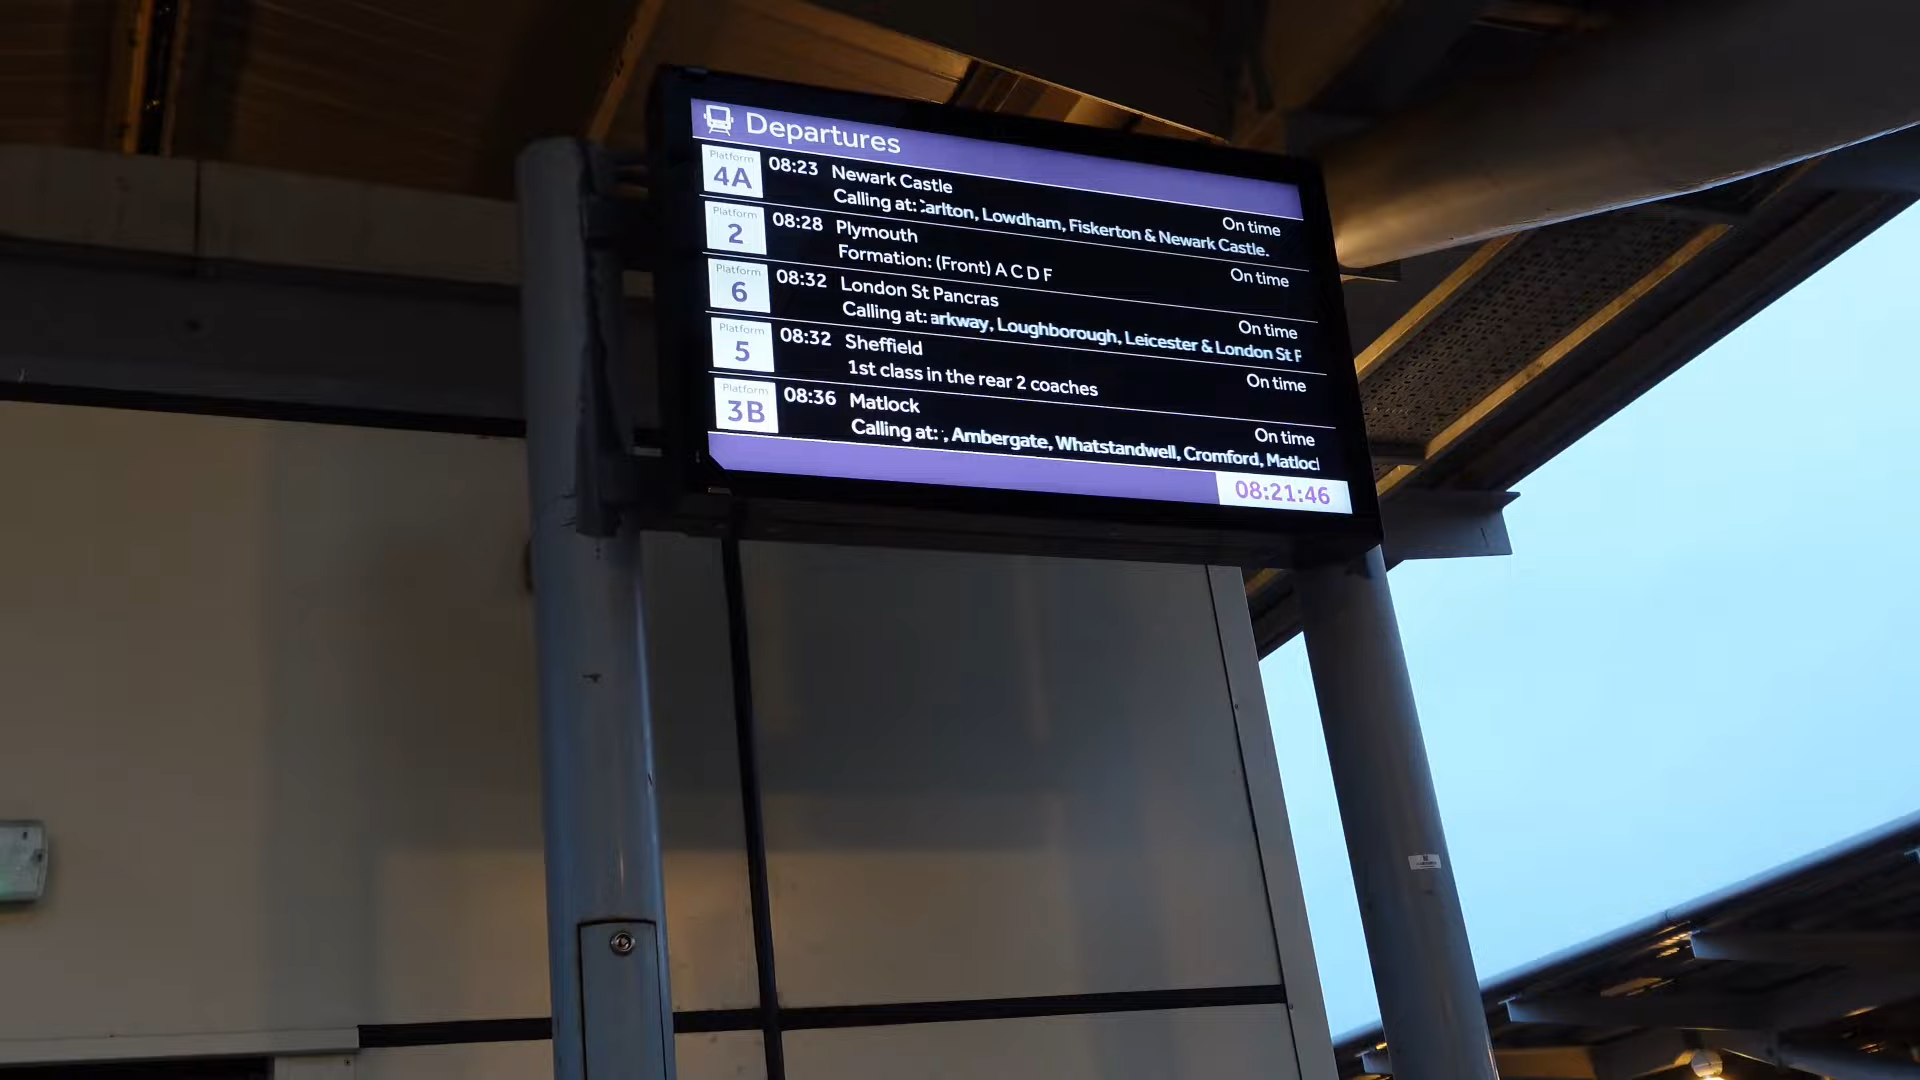 Departures
Platform
4A
08:23
Newark Castle
On time
Calling at: arlton, Lowdham, Fiskerton & Newark Castle.
Platform
2
08:28
Plymouth
On time
Formation: (Front) A C D F
Platform
6
08:32
London St Pancras
On time
Calling at: arkway, Loughborough, Leicester & London St P
Platform
5
08:32
Sheffield
On time
1st class in the rear 2 coaches
Platform
3B
08:36
Matlock
On time
Calling at: , Ambergate, Whatstandwell, Cromford, Matloc
08:21:46